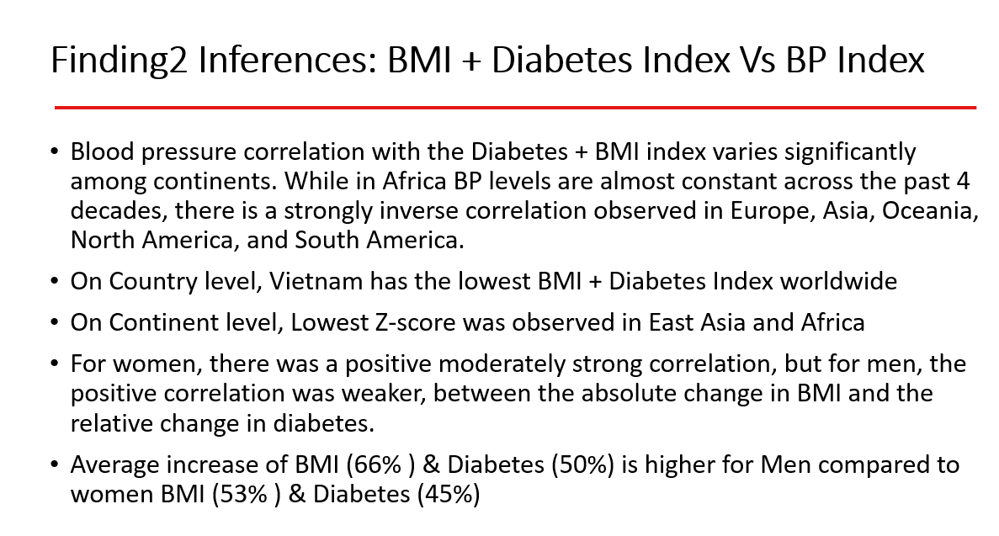 Finding2 Inferences: BMI + Diabetes Index Vs BP Index
• Blood pressure correlation with the Diabetes + BMI index varies significantly
among continents. While in Africa BP levels are almost constant across the past 4
decades, there is a strongly inverse correlation observed in Europe, Asia, Oceania,
North America, and South America.
• On Country level, Vietnam has the lowest BMI + Diabetes Index worldwide
• On Continent level, Lowest Z-score was observed in East Asia and Africa
• For women, there was a positive moderately strong correlation, but for men, the
positive correlation was weaker, between the absolute change in BMI and the
relative change in diabetes.
• Average increase of BMI (66% ) & Diabetes (50%) is higher for Men compared to
women BMI (53% ) & Diabetes (45%)